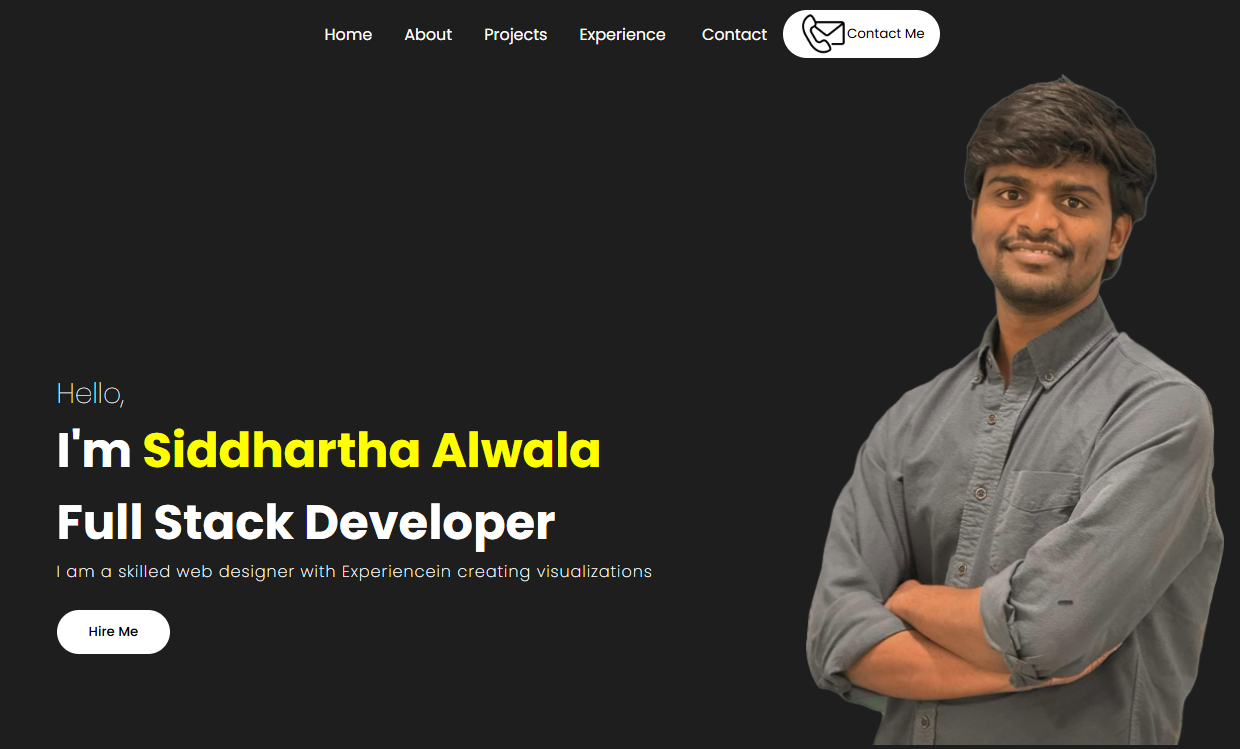 Home About Projects Experience Contact Contact Me
Hello,
I'm Siddhartha Alwala
Full Stack Developer
I am a skilled web designer with Experiencein creating visualizations
Hire Me